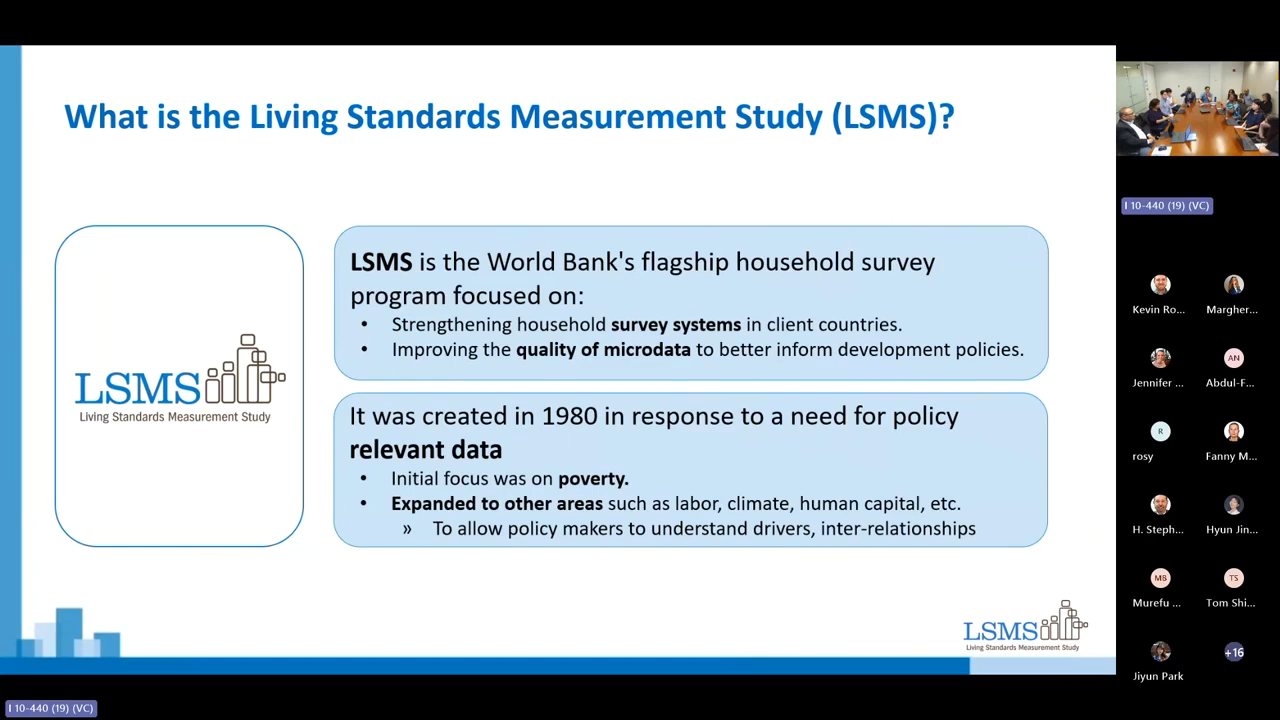 What is the Living Standards Measurement Study (LSMS)?
LSMS
Living Standards Measurement Study
LSMS is the World Bank's flagship household survey
program focused on:
• Strengthening household survey systems in client countries.
• Improving the quality of microdata to better inform development policies.
It was created in 1980 in response to a need for policy
relevant data
• Initial focus was on poverty.
• Expanded to other areas such as labor, climate, human capital, etc.
» To allow policy makers to understand drivers, inter-relationships
LSMS
Living Standards Measurement Study
I 10-440 (19) (VC)
Kevin Ro...
Margher...
Jennifer ...
AN
Abdul-F...
R
rosy
Fanny M...
H. Steph...
Hyun Jin...
MB
Murefu ...
TS
Tom Shi...
Jiyun Park
+16
I 10-440 (19) (VC)